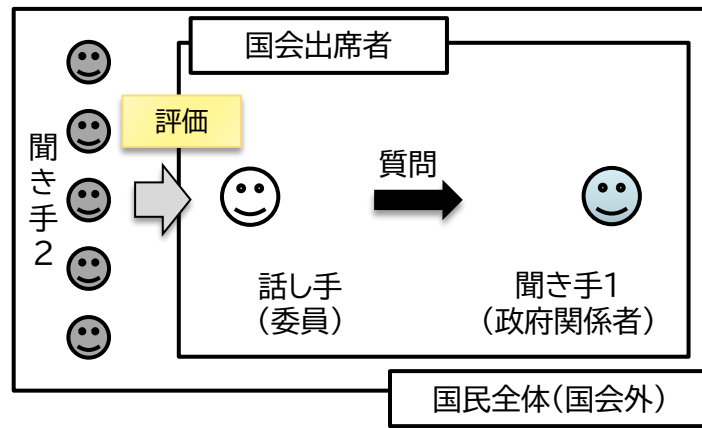 国会出席者
評価
質問
聞き手2
話し手
（委員）
聞き手1
（政府関係者）
国民全体（国会外）